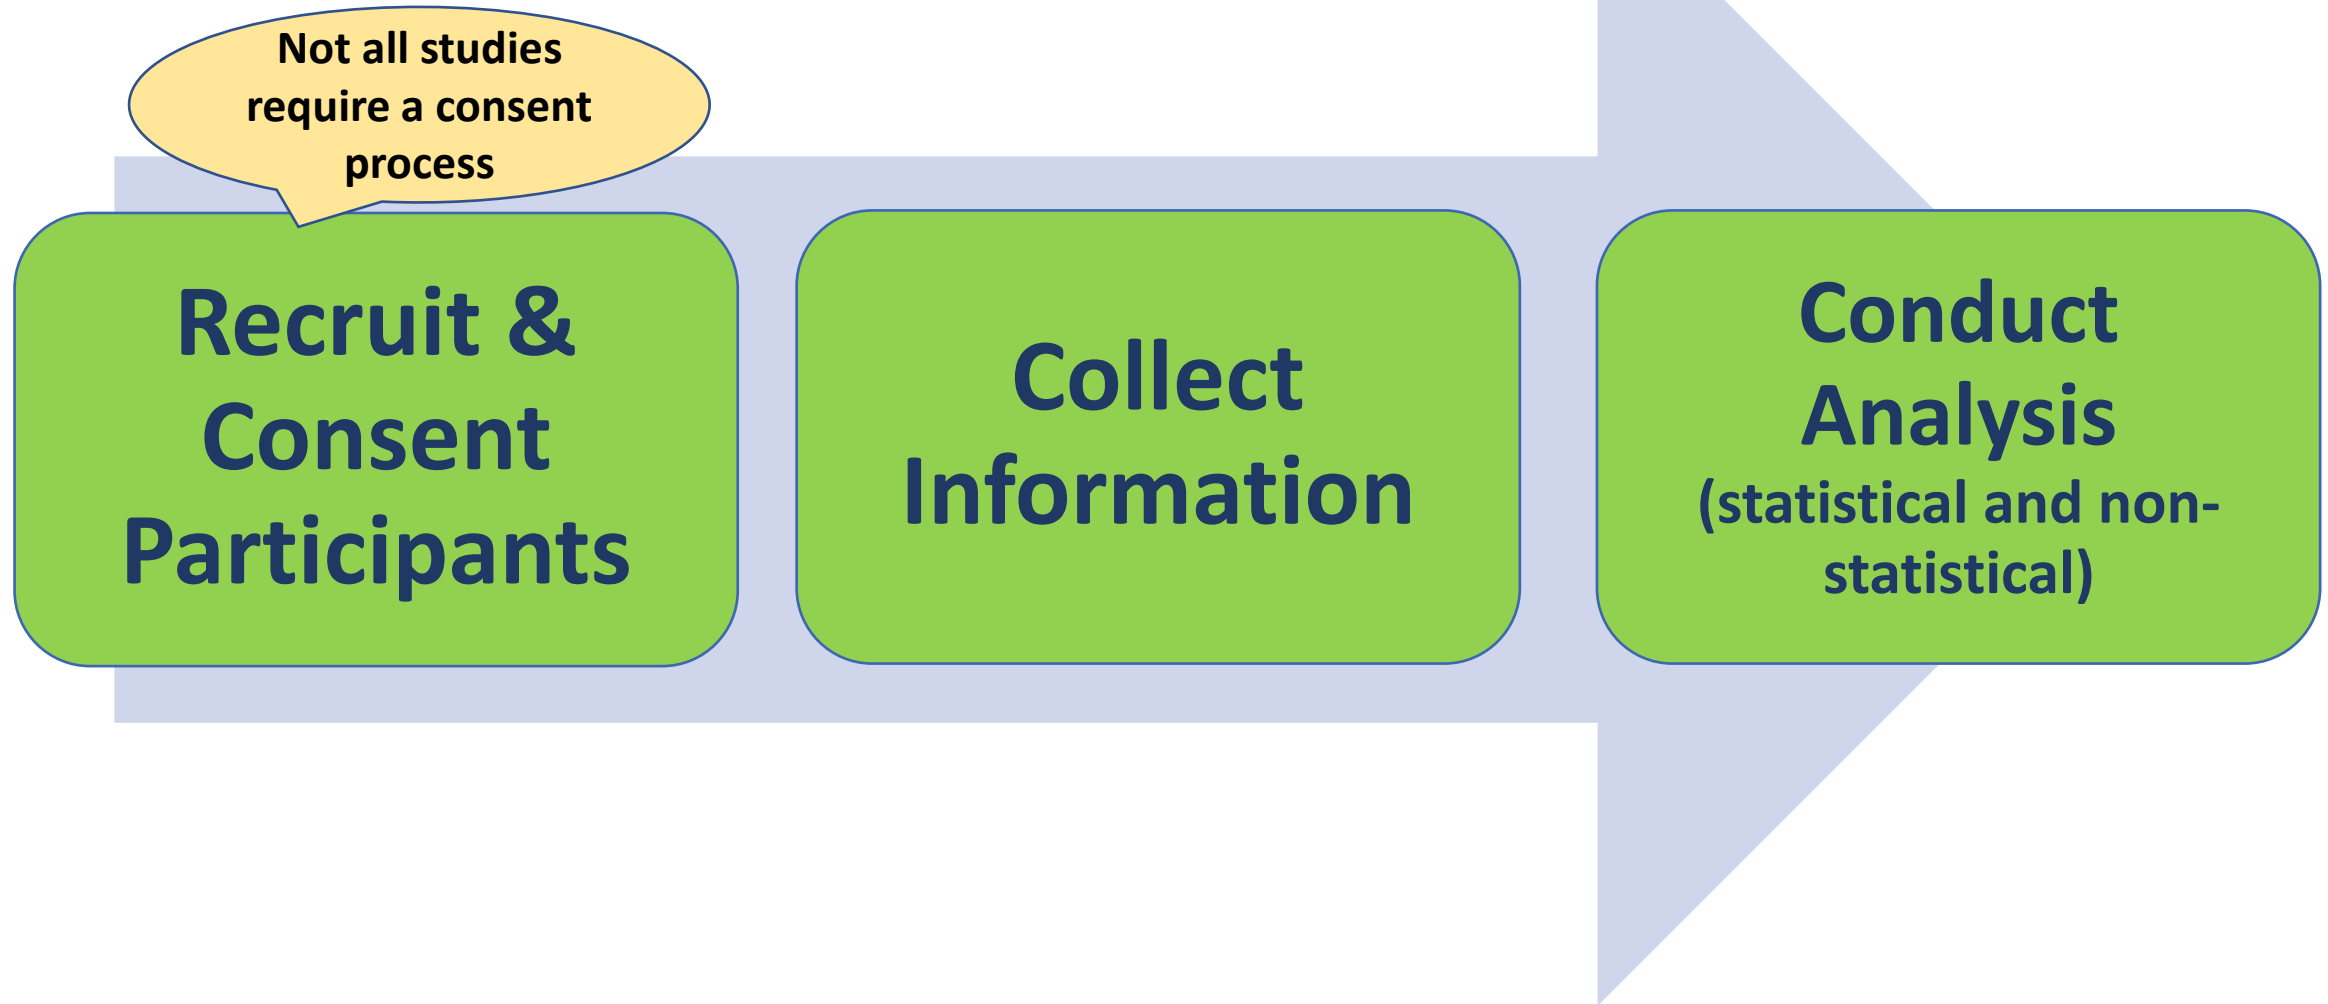 Not all studies
require a consent
process
Recruit &
Consent
Participants
Collect
Information
Conduct
Analysis
(statistical and non-
statistical)